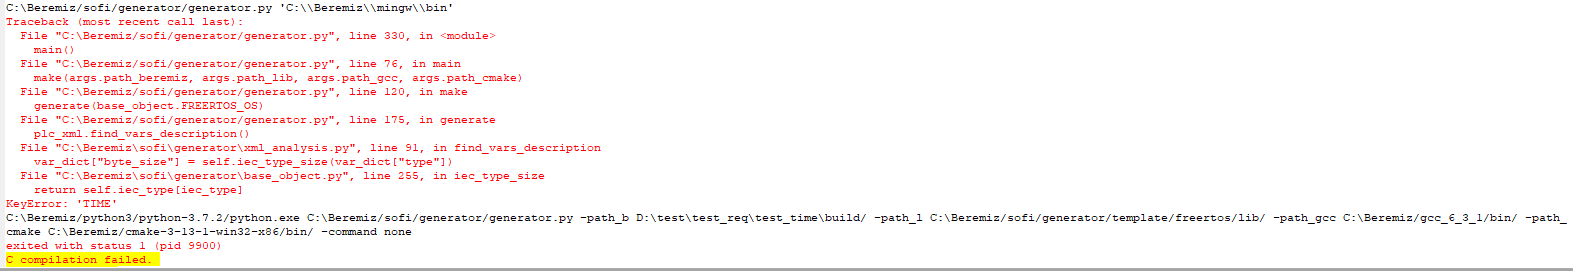 C:\Beremiz/sofi/generator/generator.py 'C:\\Beremiz\\mingw\\bin'
Traceback (most recent call last):
  File "C:\Beremiz/sofi/generator/generator.py", line 330, in <module>
    main()
  File "C:\Beremiz/sofi/generator/generator.py", line 76, in main
    make(args.path_beremiz, args.path_lib, args.path_gcc, args.path_cmake)
  File "C:\Beremiz/sofi/generator/generator.py", line 120, in make
    generate(base_object.FREERTOS_OS)
  File "C:\Beremiz/sofi/generator/generator.py", line 175, in generate
    plc_xml.find_vars_description()
  File "C:\Beremiz\sofi\generator\xml_analysis.py", line 91, in find_vars_description
    var_dict["byte_size"] = self.iec_type_size(var_dict["type"])
  File "C:\Beremiz\sofi\generator\base_object.py", line 255, in iec_type_size
    return self.iec_type[iec_type]
KeyError: 'TIME'
C:\Beremiz/python3/python-3.7.2/python.exe C:\Beremiz/sofi/generator/generator.py -path_b D:\test\test_req\test_time\build/ -path_l C:\Beremiz/sofi/generator/template/freertos/lib/ -path_gcc C:\Beremiz/gcc_6_3_1/bin/ -path_
cmake C:\Beremiz/cmake-3-13-1-win32-x86/bin/ -command none
exited with status 1 (pid 9900)
C compilation failed.